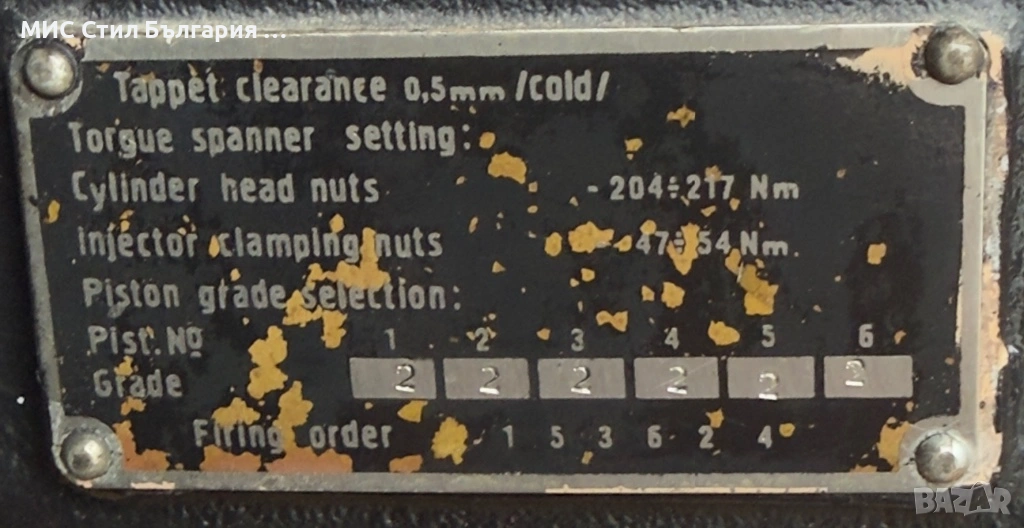 МИС Стил България ...
Tappet clearance 0,5mm /cold/
Torgue spanner setting:
Cylinder head nuts - 204÷217 Nm
Injector clamping nuts - 47÷54 Nm.
Piston grade selection:
Pist. Nº 1 2 3 4 5 6
Grade 2 2 2 2 2 2
Firing order - 1 5 3 6 2 4
BAZAR